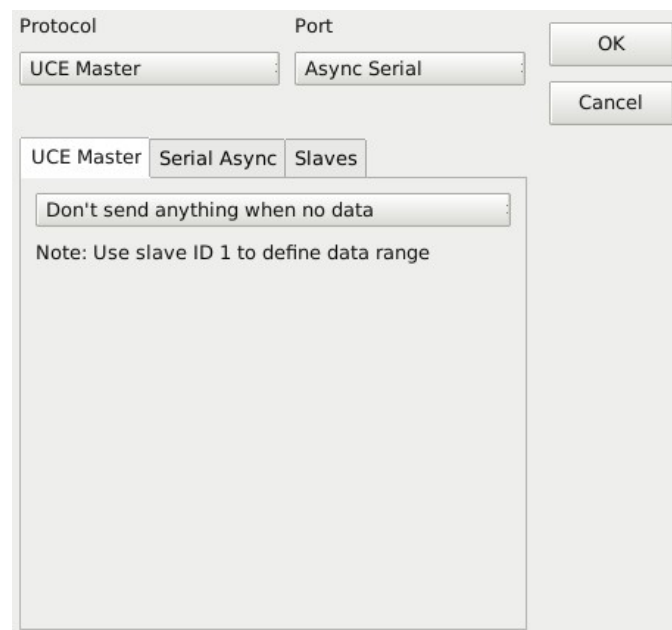 Protocol
Port
OK
UCE Master
Async Serial
Cancel
UCE Master
Serial Async
Slaves
Don't send anything when no data
Note: Use slave ID 1 to define data range